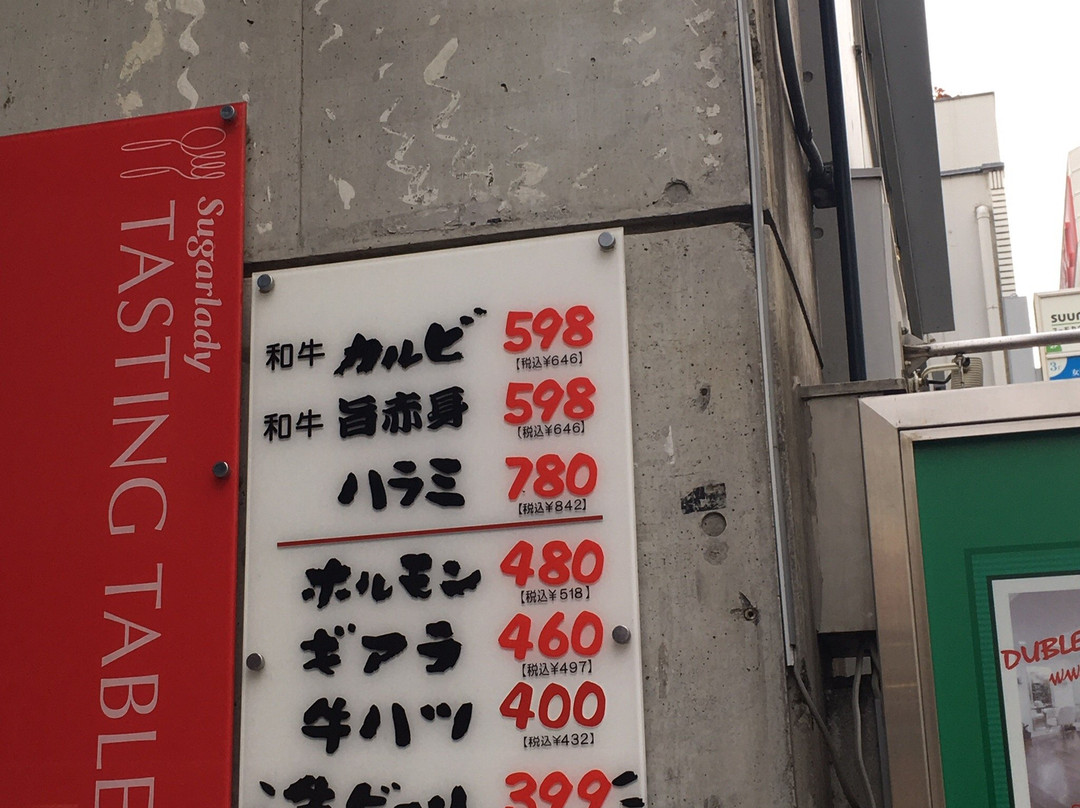 Sugarlady
TASTING TABLE
和牛 カルビ 598
【税込¥646】
和牛 旨赤身 598
【税込¥646】
ハラミ 780
【税込¥842】
ホルモン 480
【税込¥518】
ギアラ 460
【税込¥497】
牛ハツ 400
【税込¥432】
399
DUBLE